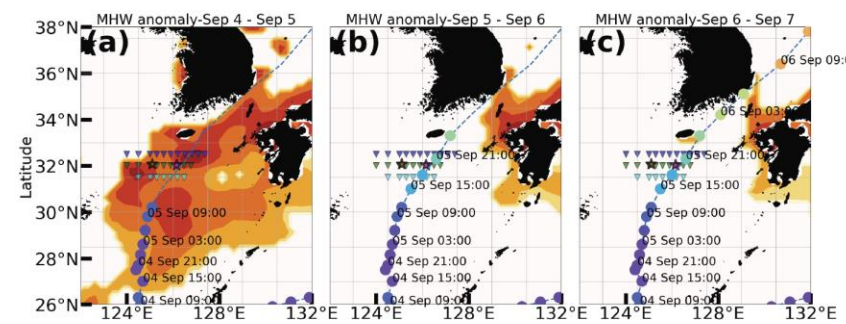 MHW anomaly-Sep 4 - Sep 5
MHW anomaly-Sep 5 - Sep 6
MHW anomaly-Sep 6 - Sep 7
(a)
(b)
(c)
Latitude
38°N
36°N
34°N
32°N
30°N
28°N
26°N
05 Sep 09:00
05 Sep 03:00
04 Sep 21:00
04 Sep 15:00
04 Sep 09:00
124°E
128°E
132°E
05 Sep 21:00
05 Sep 15:00
05 Sep 09:00
05 Sep 03:00
04 Sep 21:00
04 Sep 15:00
04 Sep 09:00
124°E
128°E
132°E
06 Sep 09:0
06 Sep 03:00
05 Sep 21:00
05 Sep 15:00
05 Sep 09:00
05 Sep 03:00
04 Sep 21:00
04 Sep 15:00
04 Sep 09:00
124°E
128°E
132°E